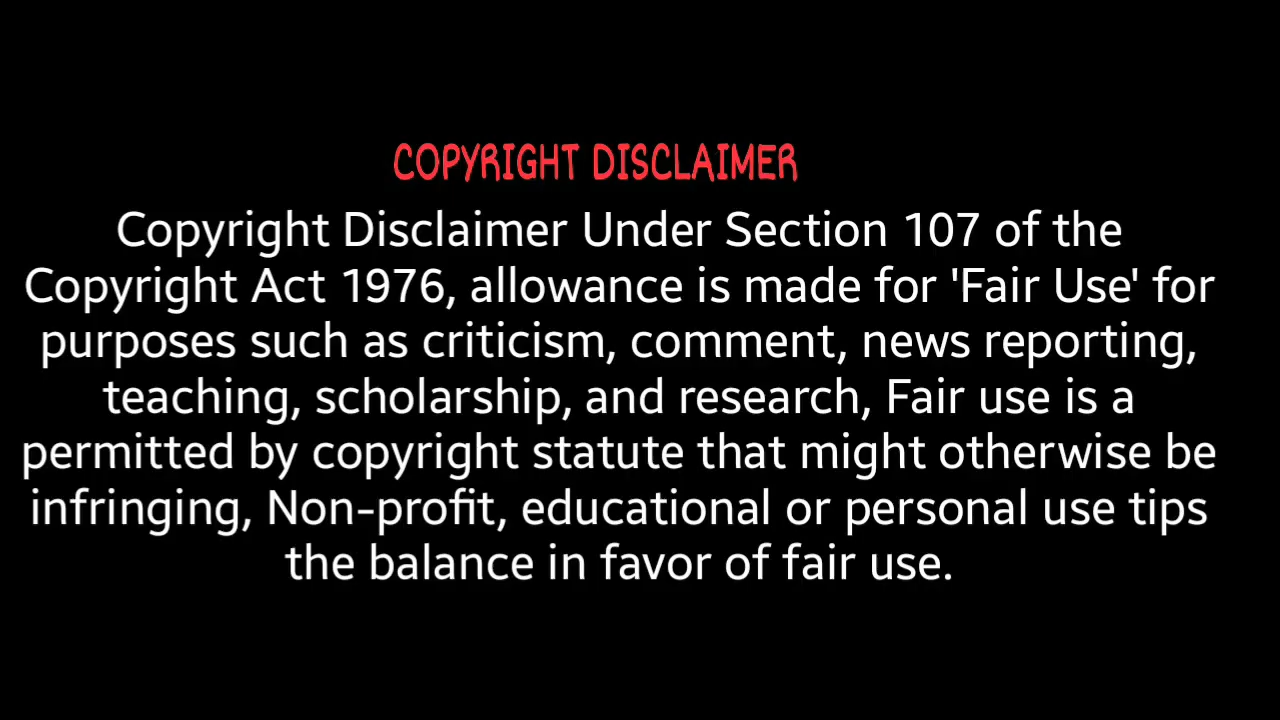 COPYRIGHT DISCLAIMER
Copyright Disclaimer Under Section 107 of the
Copyright Act 1976, allowance is made for 'Fair Use' for
purposes such as criticism, comment, news reporting,
teaching, scholarship, and research, Fair use is a
permitted by copyright statute that might otherwise be
infringing, Non-profit, educational or personal use tips
the balance in favor of fair use.